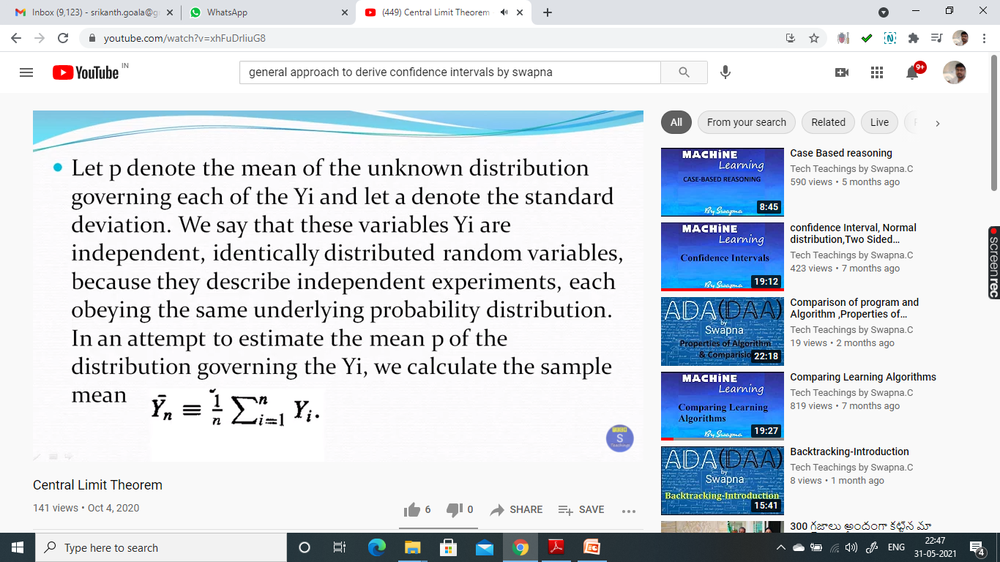 Inbox (9,123) - srikanth.goala@g
WhatsApp
(449) Central Limit Theorem
youtube.com/watch?v=xhFuDrIiuG8
YouTube IN
general approach to derive confidence intervals by swapna
9+
Let p denote the mean of the unknown distribution
governing each of the Yi and let a denote the standard
deviation. We say that these variables Yi are
independent, identically distributed random variables,
because they describe independent experiments, each
obeying the same underlying probability distribution.
In an attempt to estimate the mean p of the
distribution governing the Yi, we calculate the sample
mean
Ȳn ≡ 1/n ∑ⁿᵢ₌₁ Yᵢ.
S
Teachings
Central Limit Theorem
141 views • Oct 4, 2020
6
0
SHARE
SAVE
All
From your search
Related
Live
MACHiNE
Learning
CASE-BASED REASONING
By Swapna
8:45
Case Based reasoning
Tech Teachings by Swapna.C
590 views • 5 months ago
MACHiNE
Learning
Confidence Intervals
By Swapna
19:12
confidence Interval, Normal
distribution,Two Sided...
Tech Teachings by Swapna.C
423 views • 7 months ago
ADA(DAA)
by
Swapna
Properties of Algorithm
& Comparision
22:18
Comparison of program and
Algorithm ,Properties of...
Tech Teachings by Swapna.C
19 views • 2 months ago
MACHiNE
Learning
Comparing Learning
Algorithms
By Swapna
19:27
Comparing Learning Algorithms
Tech Teachings by Swapna.C
819 views • 7 months ago
ADA(DAA)
by
Swapna
Backtracking-Introduction
15:41
Backtracking-Introduction
Tech Teachings by Swapna.C
8 views • 1 month ago
300 గజాలు అందంగా కట్టిన మా
screenrec
Type here to search
ENG
22:47
31-05-2021
4